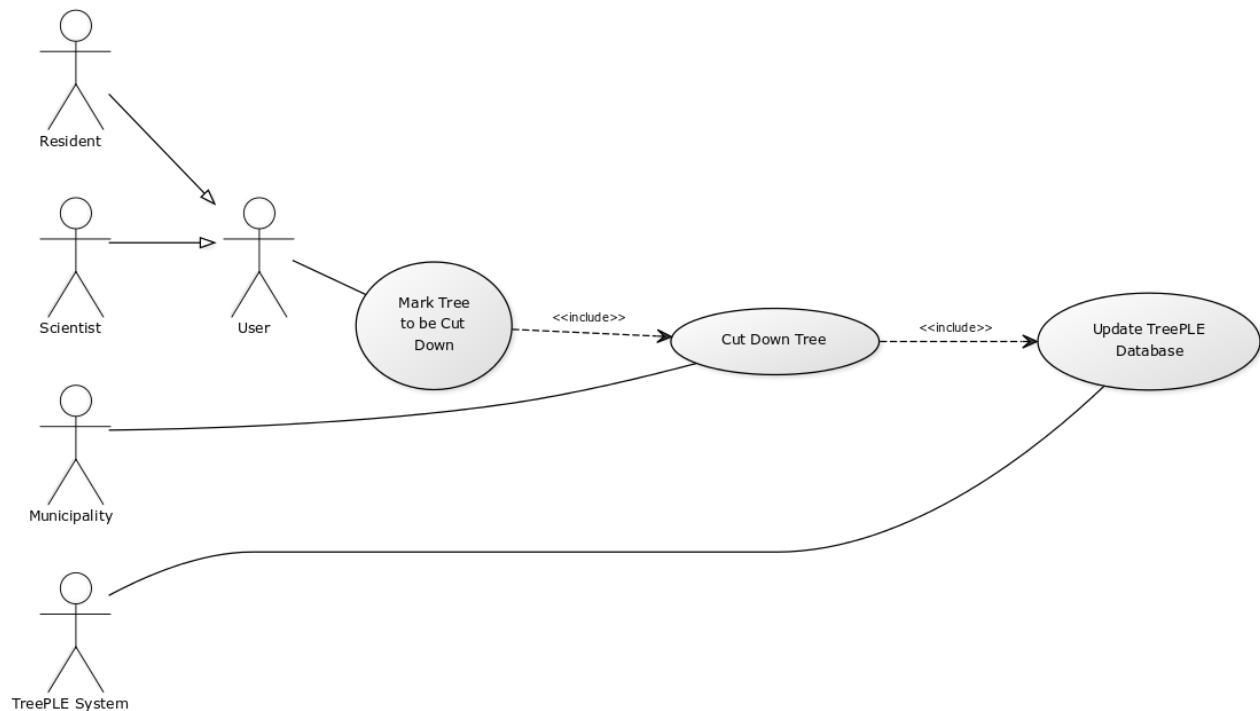 Resident
Scientist
User
Mark Tree
to be Cut
Down
<<include>>
Cut Down Tree
<<include>>
Update TreePLE
Database
Municipality
TreePLE System